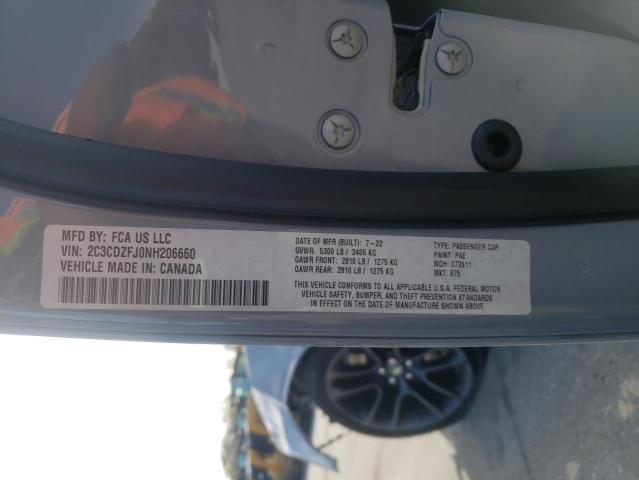 MFD BY: FCA US LLC
VIN: 2C3CDZFJ0NH206660
VEHICLE MADE IN: CANADA
DATE OF MFR (BUILT): 7-22
GVWR: 5300 LB / 2405 KG
GAWR FRONT: 2810 LB / 1275 KG
GAWR REAR: 2810 LB / 1275 KG
TYPE: PASSENGER CAR
PAINT: PAE
MDH: 072611
MKT: 875
THIS VEHICLE CONFORMS TO ALL APPLICABLE U.S.A. FEDERAL MOTOR
VEHICLE SAFETY, BUMPER, AND THEFT PREVENTION STANDARDS
IN EFFECT ON THE DATE OF MANUFACTURE SHOWN ABOVE.